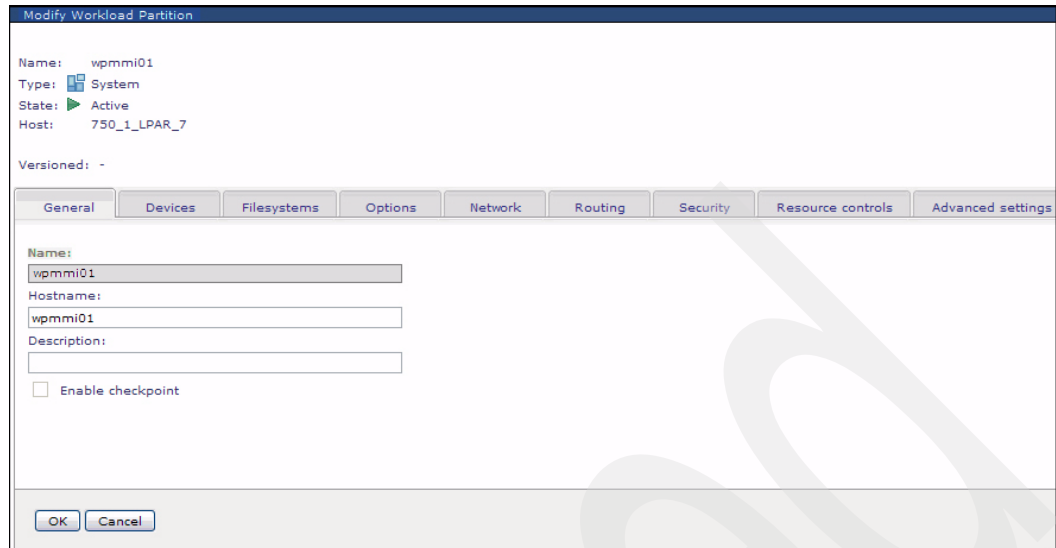 Modify Workload Partition
Name: wpmmi01
Type: System
State: Active
Host: 750_1_LPAR_7
Versioned: -
General Devices Filesystems Options Network Routing Security Resource controls Advanced settings
Name:
wpmmi01
Hostname:
wpmmi01
Description:
Enable checkpoint
OK Cancel